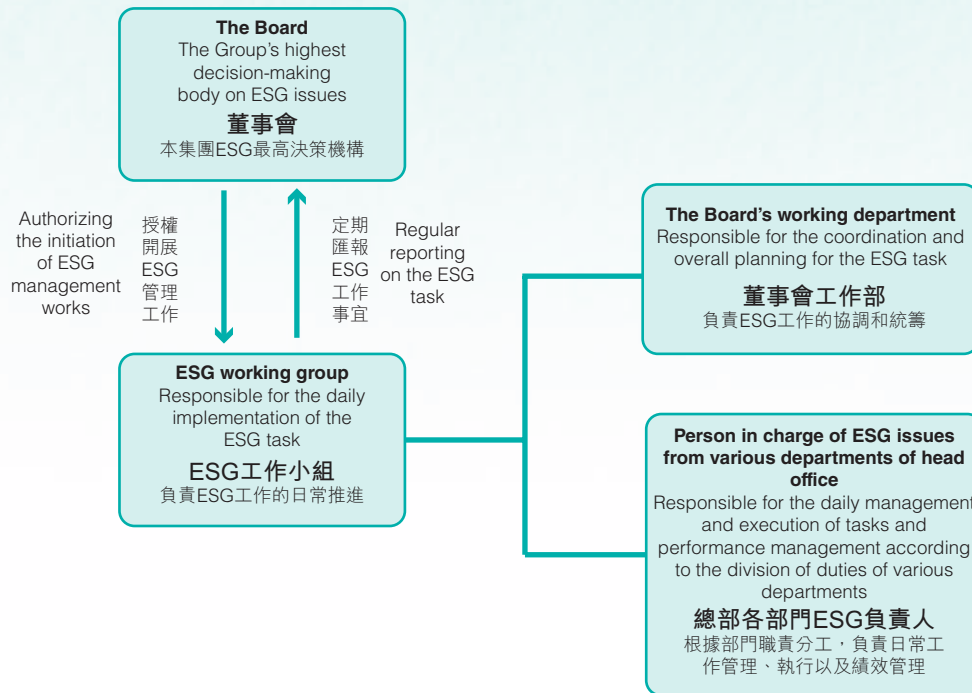 The Board
The Group's highest
decision-making
body on ESG issues
董事會
本集團ESG最高決策機構
Authorizing
the initiation
of ESG
management
works
授權
開展
ESG
管理
工作
定期
匯報
ESG
工作
事宜
Regular
reporting
on the ESG
task
ESG working group
Responsible for the daily
implementation of the
ESG task
ESG工作小組
負責ESG工作的日常推進
The Board's working department
Responsible for the coordination and
overall planning for the ESG task
董事會工作部
負責ESG工作的協調和統籌
Person in charge of ESG issues
from various departments of head
office
Responsible for the daily management
and execution of tasks and
performance management according
to the division of duties of various
departments
總部各部門ESG負責人
根據部門職責分工，負責日常工
作管理、執行以及績效管理